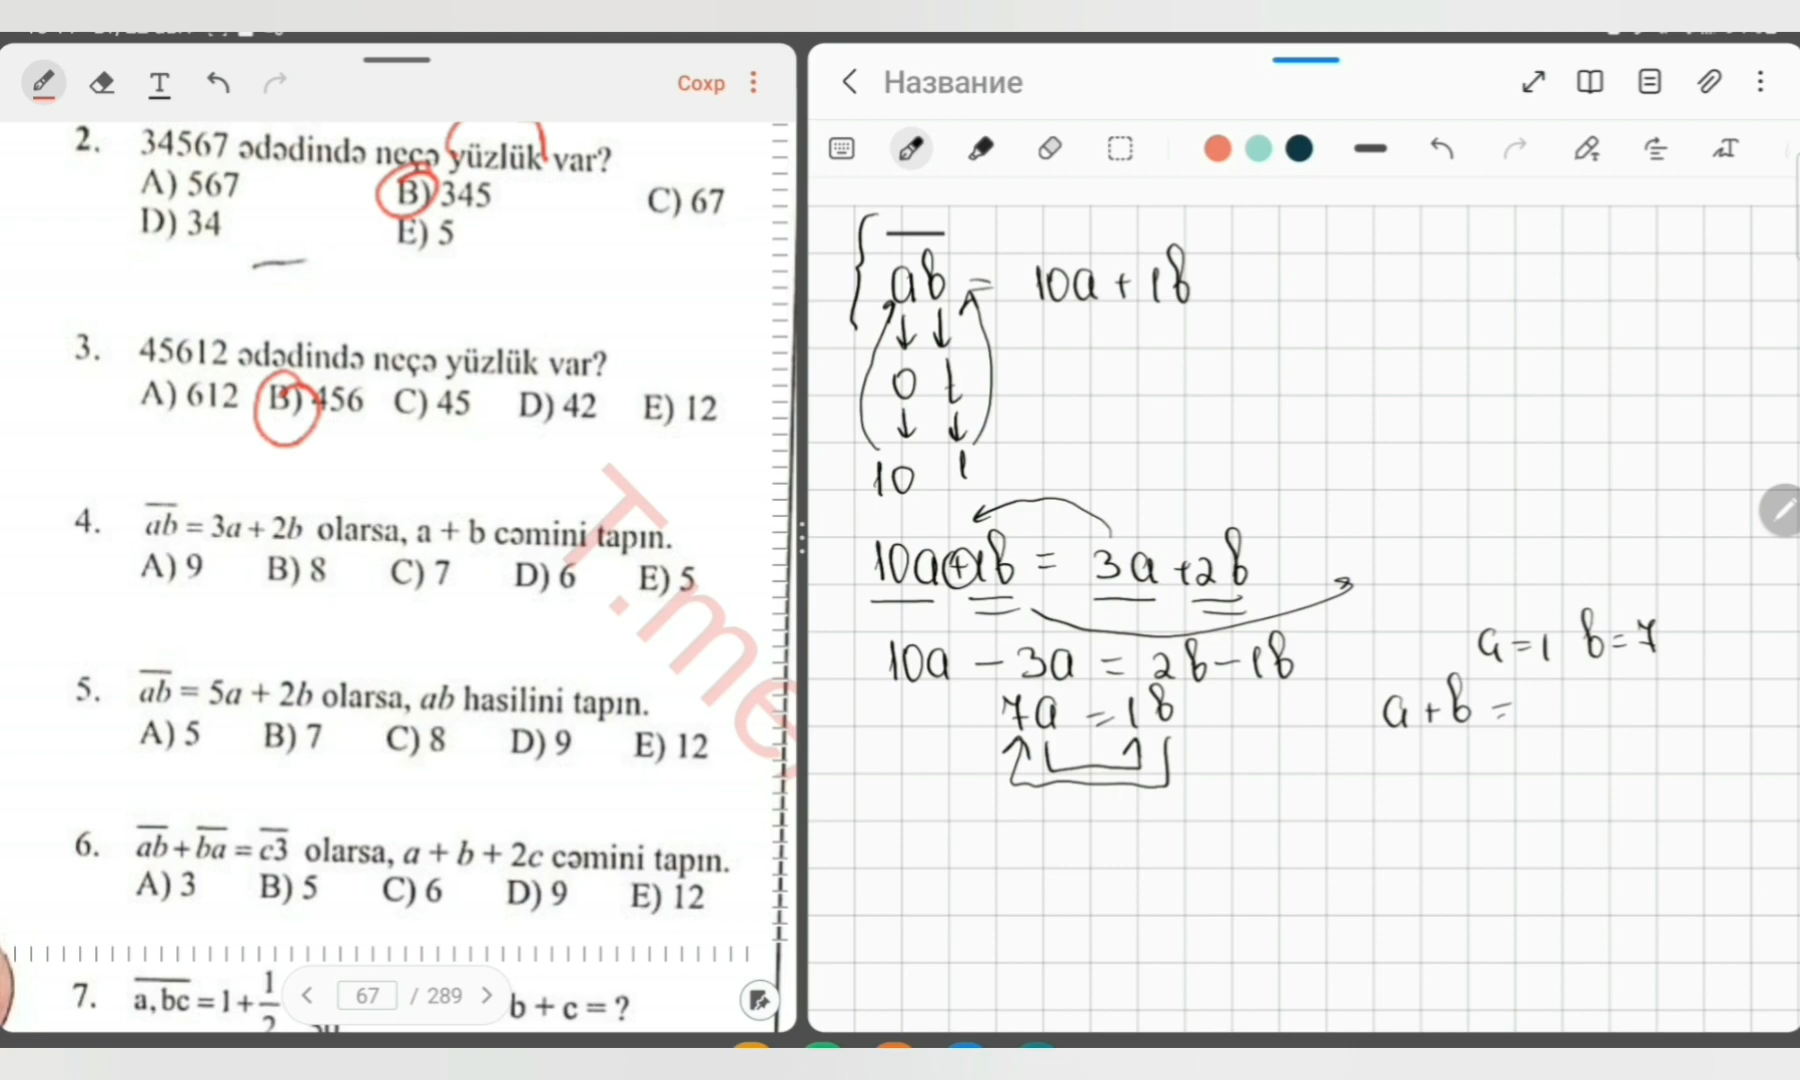 Сохр
2. 34567 ədədində neçə yüzlük var?
A) 567 B) 345 C) 67
D) 34 E) 5
3. 45612 ədədində neçə yüzlük var?
A) 612 B) 456 C) 45 D) 42 E) 12
4. ab = 3a + 2b olarsa, a + b cəmini tapın.
A) 9 B) 8 C) 7 D) 6 E) 5
5. ab = 5a + 2b olarsa, ab hasilini tapın.
A) 5 B) 7 C) 8 D) 9 E) 12
6. ab + ba = c3 olarsa, a + b + 2c cəmini tapın.
A) 3 B) 5 C) 6 D) 9 E) 12
7. a,bc = 1 + 1/2 b + c = ?
67 / 289
T.me
Название
ab = 10a + 1b
0 t
10 1
10a + 1b = 3a + 2b
10a - 3a = 2b - 1b
7a = 1b
a = 1 b = 7
a + b =